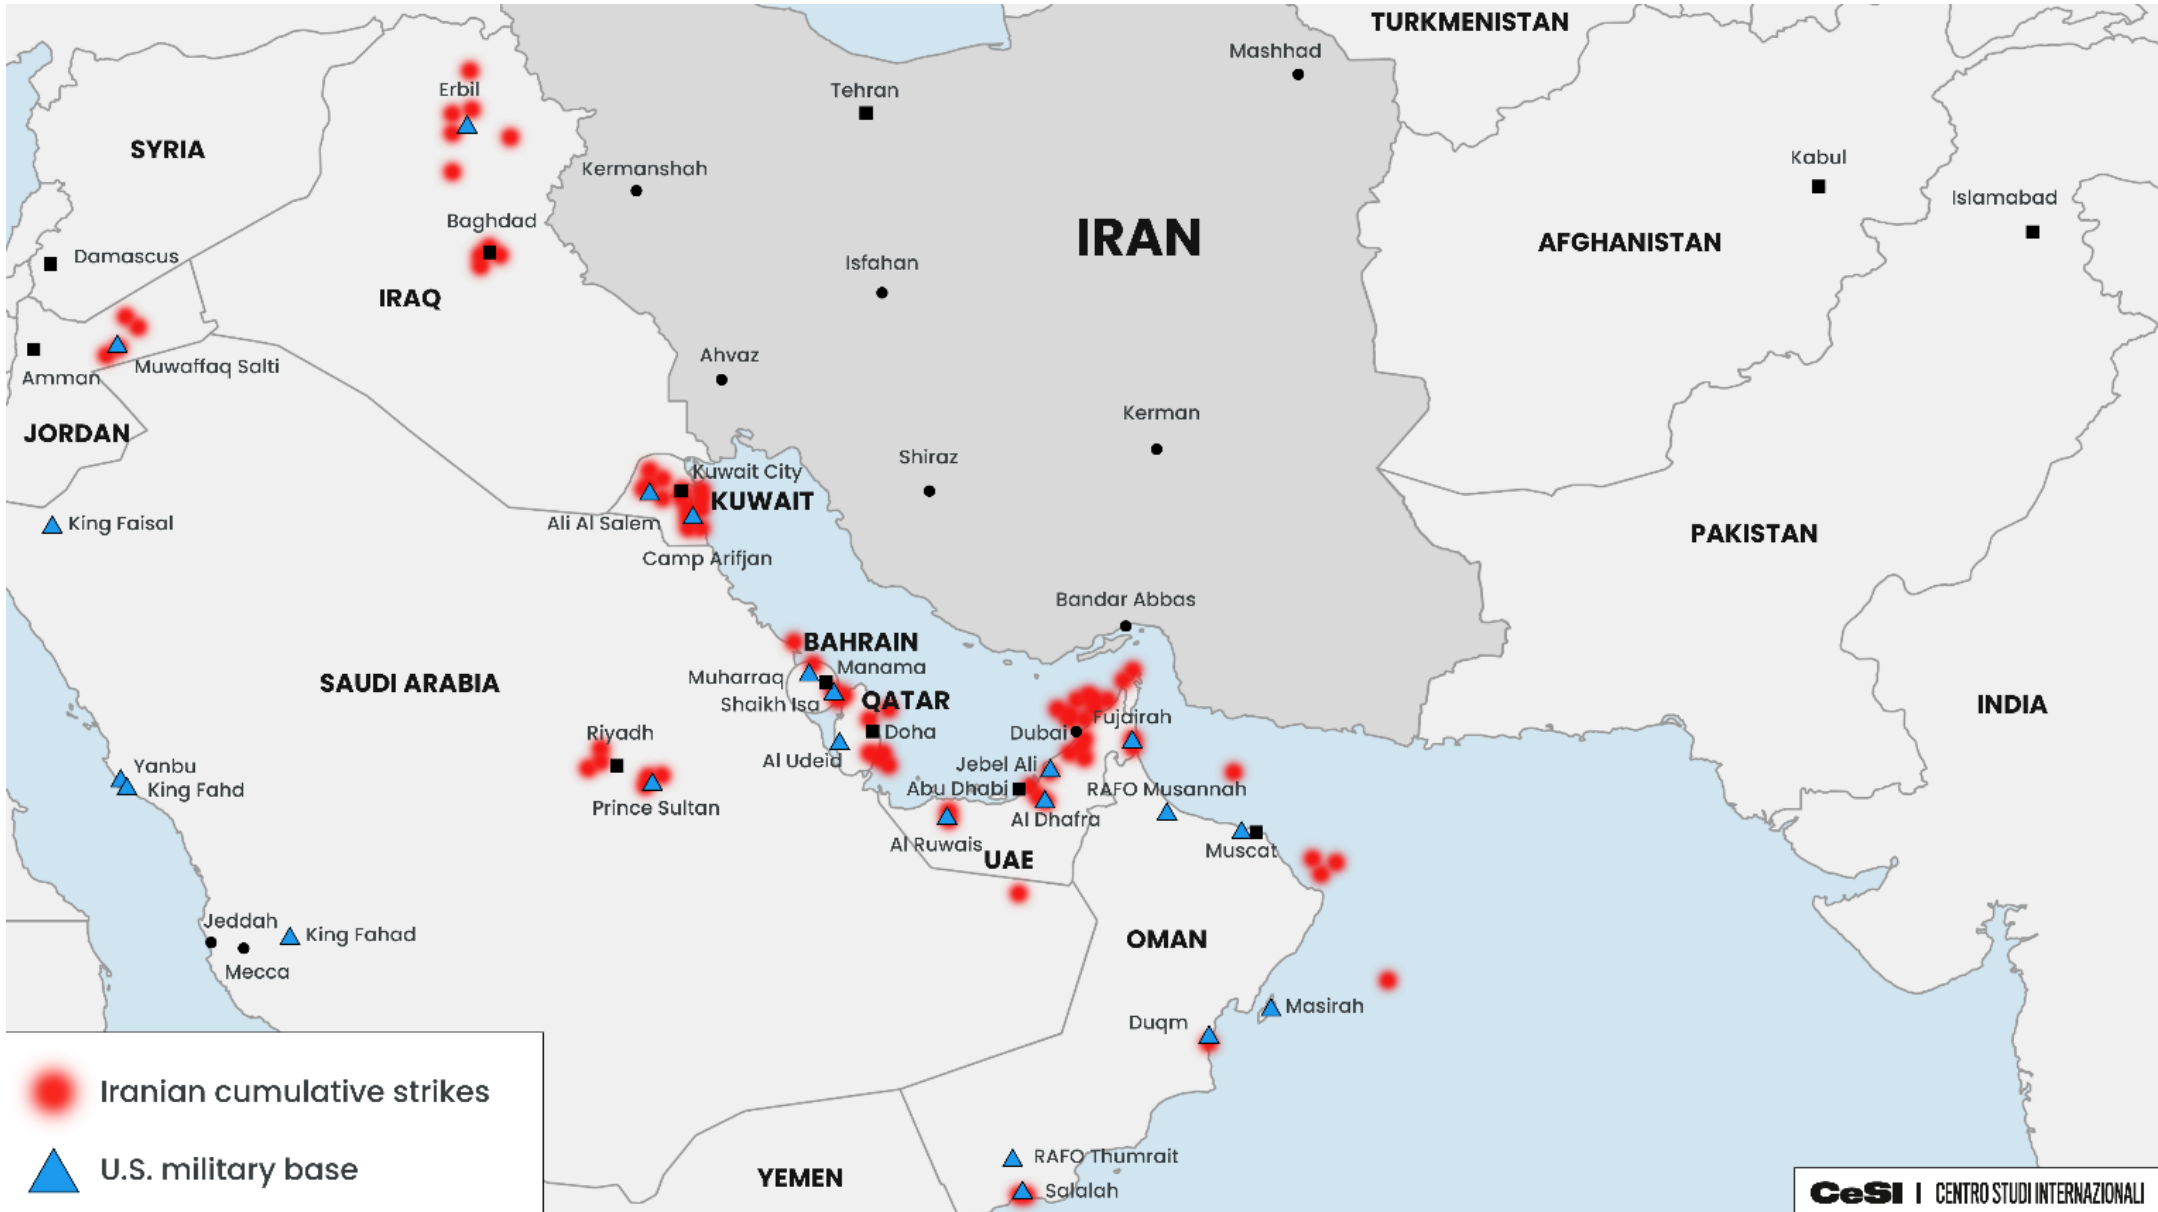 TURKMENISTAN
Mashhad
Erbil
Tehran
SYRIA
Kermanshah
Kabul
Islamabad
Baghdad
IRAN
AFGHANISTAN
Damascus
Isfahan
IRAQ
Ahvaz
Muwaffaq Salti
Amman
Kerman
JORDAN
Shiraz
Kuwait City
KUWAIT
King Faisal
Ali Al Salem
PAKISTAN
Camp Arifjan
Bandar Abbas
BAHRAIN
Manama
Muharraq
SAUDI ARABIA
Shaikh Isa
QATAR
INDIA
Fujairah
Riyadh
Doha
Dubai
Al Udeid
Jebel Ali
Yanbu
King Fahd
Abu Dhabi
RAFO Musannah
Prince Sultan
Al Dhafra
Al Ruwais
UAE
Muscat
Jeddah
King Fahad
OMAN
Mecca
Masirah
Duqm
Iranian cumulative strikes
U.S. military base
RAFO Thumrait
YEMEN
Salalah
CeSI | CENTRO STUDI INTERNAZIONALI